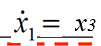 ẋ₁ = x₃